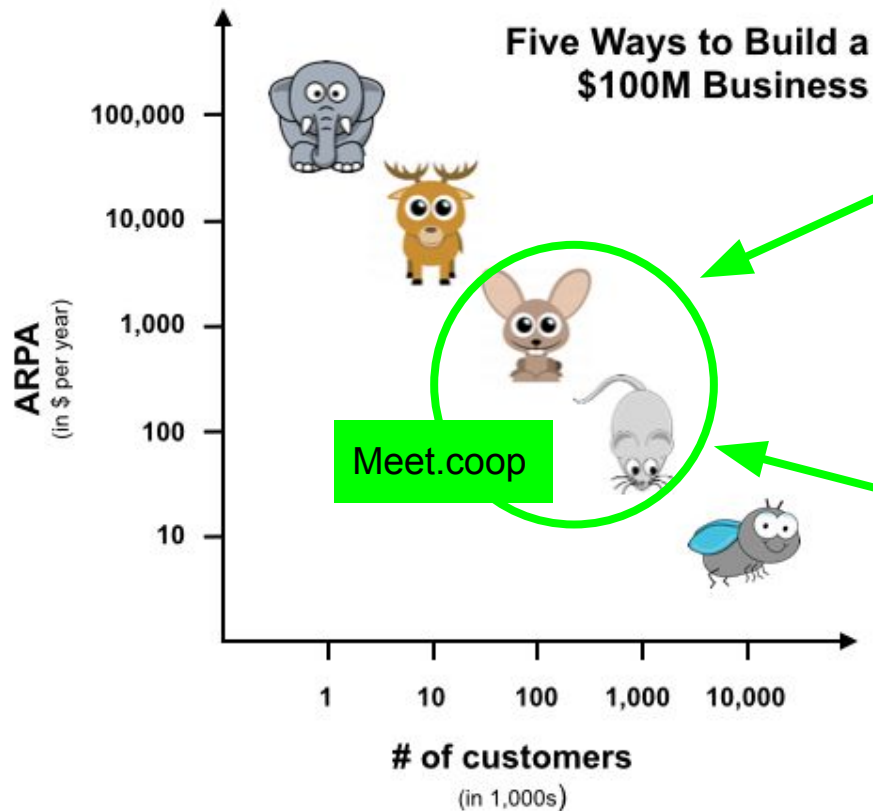 Five Ways to Build a
$100M Business
100,000
10,000
1,000
100
10
ARPA
(in $ per year)
Meet.coop
1
10
100
1,000
10,000
# of customers
(in 1,000s)